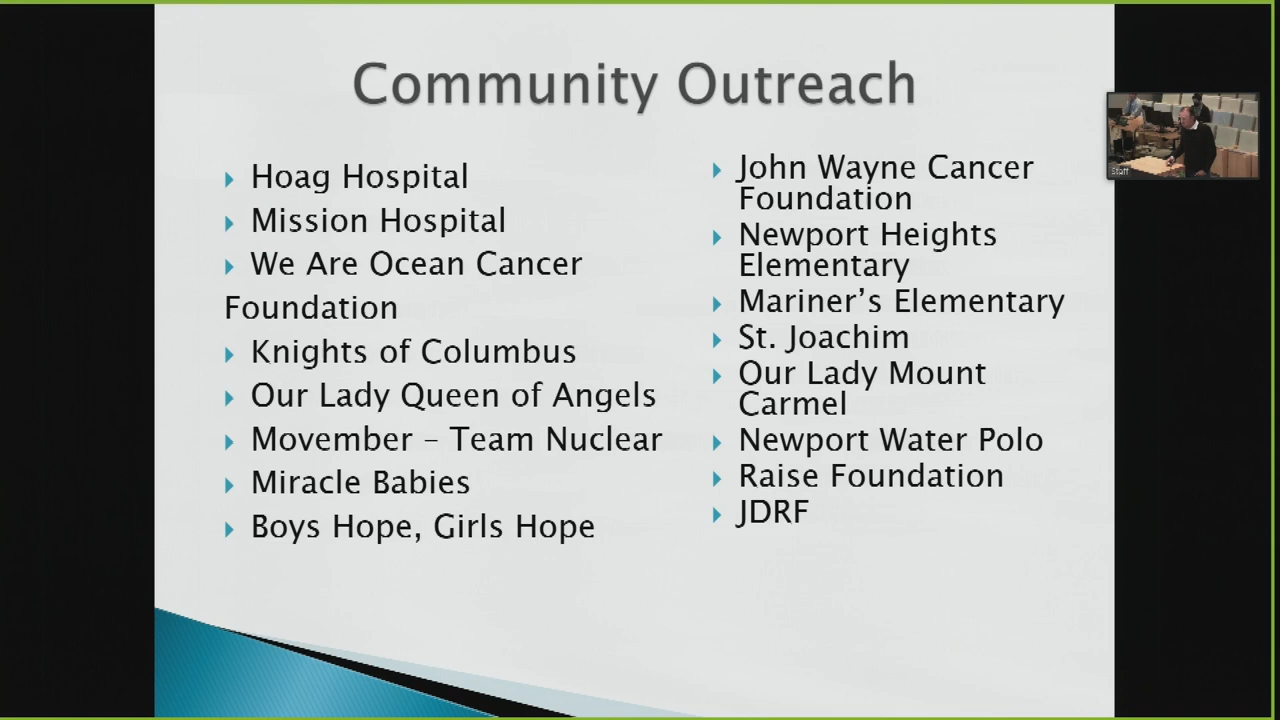 Community Outreach
Hoag Hospital
Mission Hospital
We Are Ocean Cancer
Foundation
Knights of Columbus
Our Lady Queen of Angels
Movember – Team Nuclear
Miracle Babies
Boys Hope, Girls Hope
John Wayne Cancer
Foundation
Newport Heights
Elementary
Mariner’s Elementary
St. Joachim
Our Lady Mount
Carmel
Newport Water Polo
Raise Foundation
JDRF
Staff